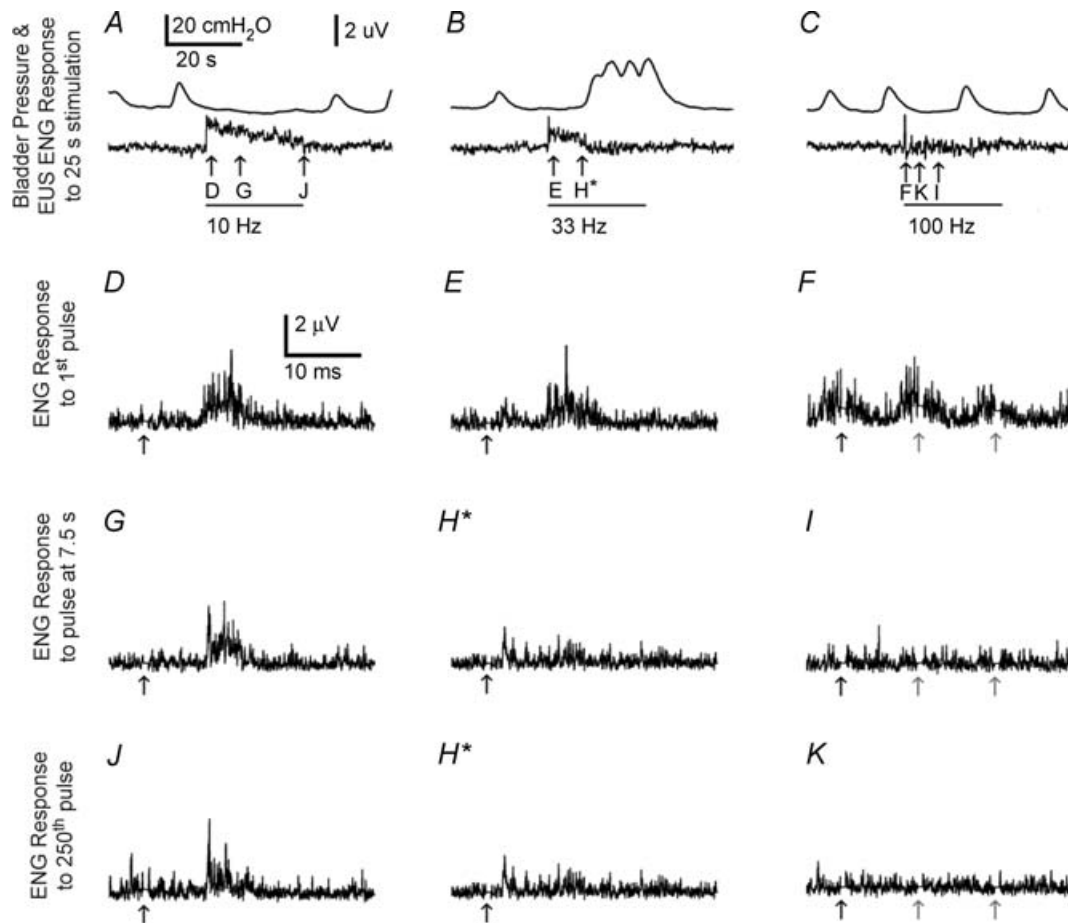 Bladder Pressure &
EUS ENG Response
to 25 s stimulation
A
20 cmH₂O
20 s
2 uV
B
C
D G J
10 Hz
E H*
33 Hz
F K I
100 Hz
ENG Response
to 1st pulse
D
2 µV
10 ms
E
F
ENG Response
to pulse at 7.5 s
G
H*
I
ENG Response
to 250th pulse
J
H*
K